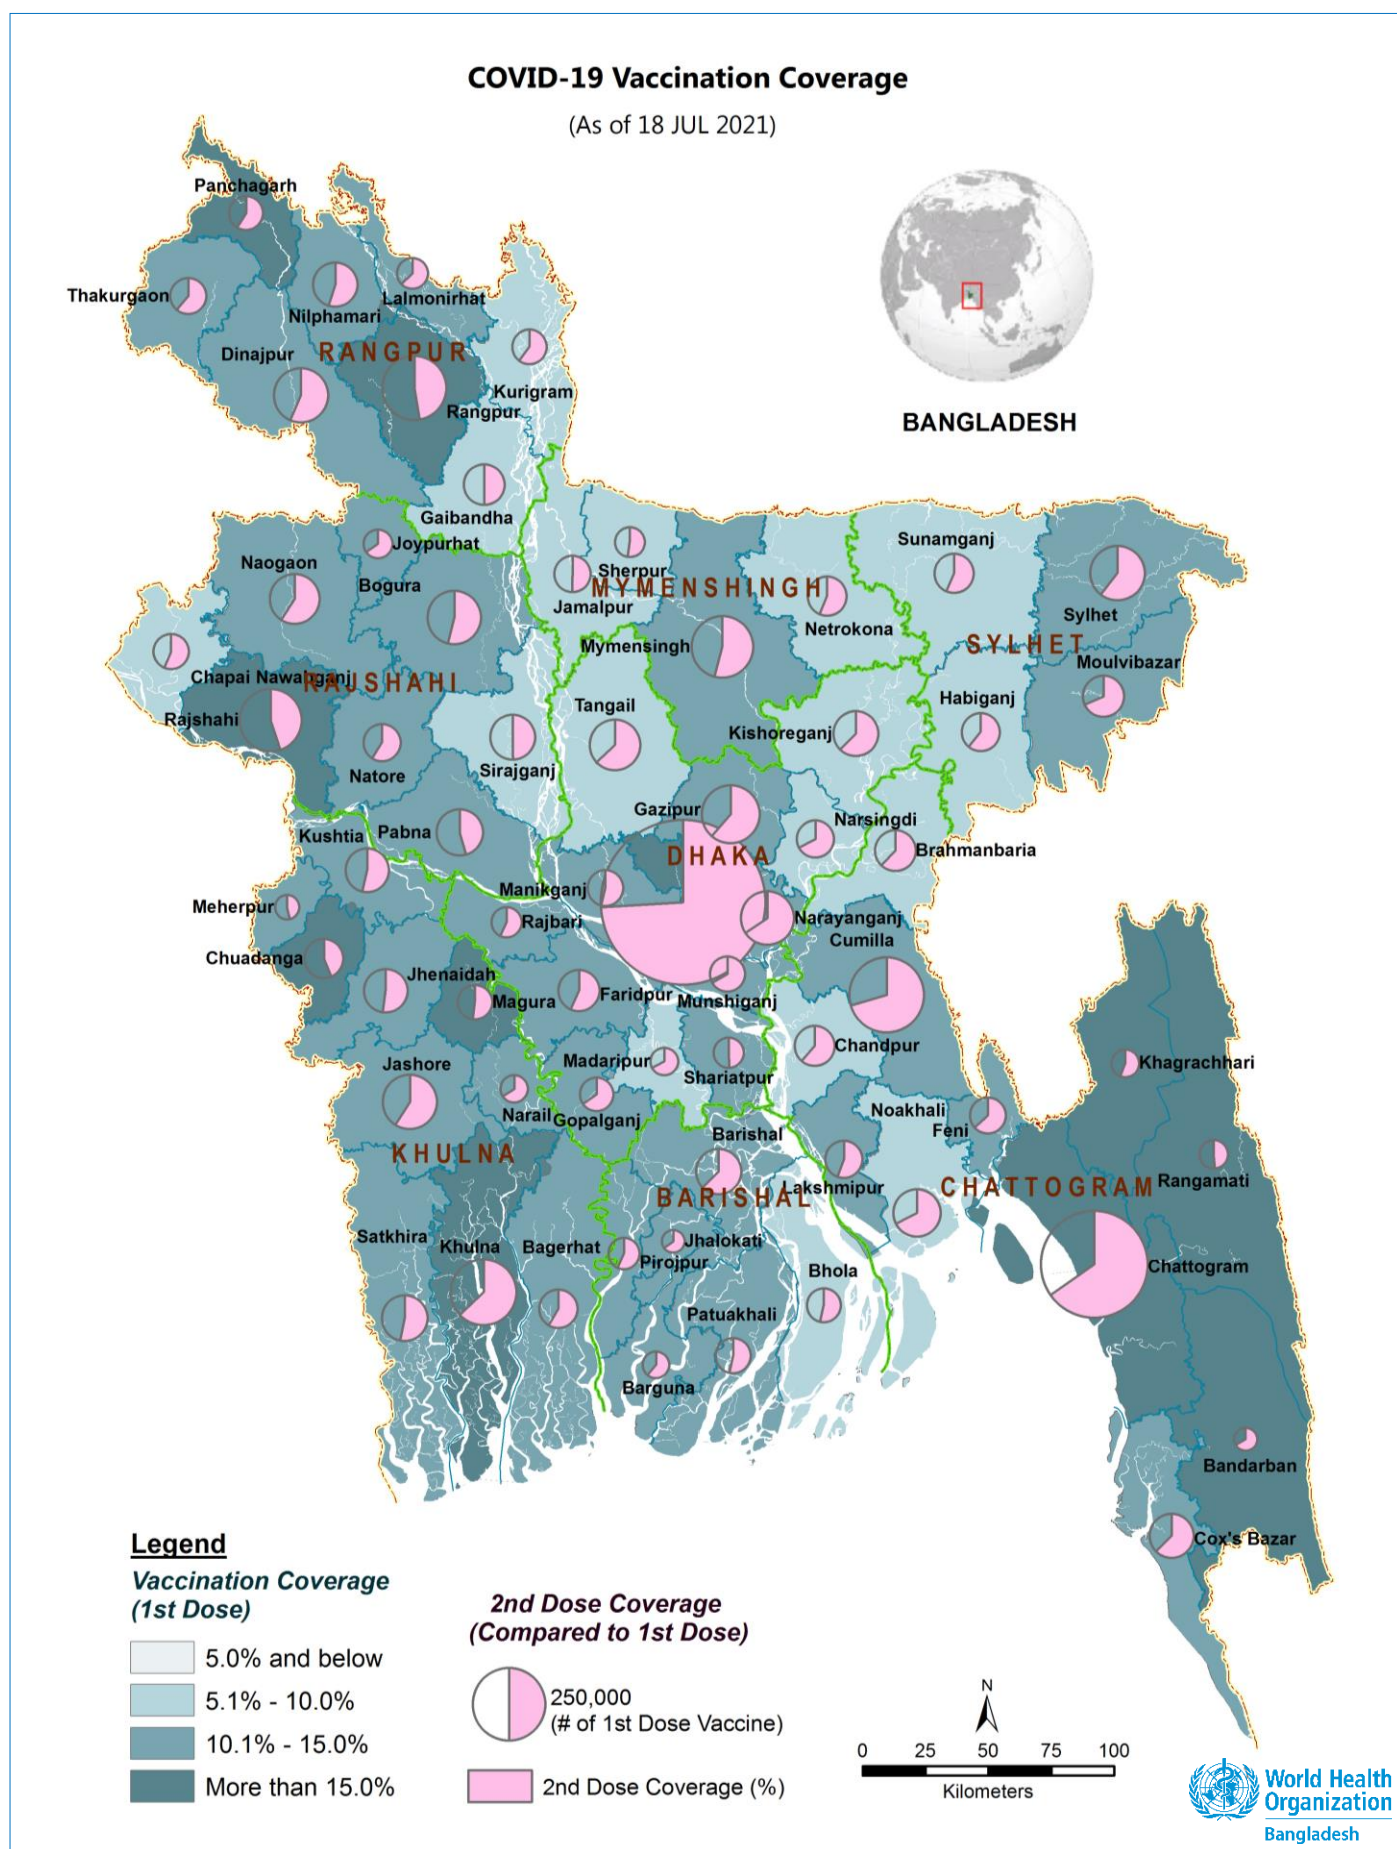 COVID-19 Vaccination Coverage
(As of 18 JUL 2021)
BANGLADESH
Panchagarh
Thakurgaon
Nilphamari
Lalmonirhat
Dinajpur
RANGPUR
Kurigram
Rangpur
Gaibandha
Joypurhat
Naogaon
Bogura
Sherpur
MYMENSHINGH
Jamalpur
Netrokona
Sunamganj
Sylhet
SYLHET
Mymensingh
Moulvibazar
Chapai Nawabganj
RAJSHAHI
Rajshahi
Tangail
Habiganj
Kishoreganj
Natore
Sirajganj
Gazipur
Narsingdi
Kushtia
Pabna
DHAKA
Brahmanbaria
Manikganj
Meherpur
Rajbari
Narayanganj
Cumilla
Chuadanga
Jhenaidah
Magura
Faridpur
Munshiganj
Jashore
Madaripur
Shariatpur
Chandpur
Khagrachhari
Narail
Gopalganj
Noakhali
Feni
KHULNA
Barishal
BARISHAL
Lakshmipur
CHATTOGRAM
Rangamati
Satkhira
Khulna
Bagerhat
Jhalokati
Pirojpur
Bhola
Chattogram
Patuakhali
Barguna
Bandarban
Cox's Bazar
Legend
Vaccination Coverage
(1st Dose)
5.0% and below
5.1% - 10.0%
10.1% - 15.0%
More than 15.0%
2nd Dose Coverage
(Compared to 1st Dose)
250,000
(# of 1st Dose Vaccine)
2nd Dose Coverage (%)
N
0 25 50 75 100
Kilometers
World Health
Organization
Bangladesh